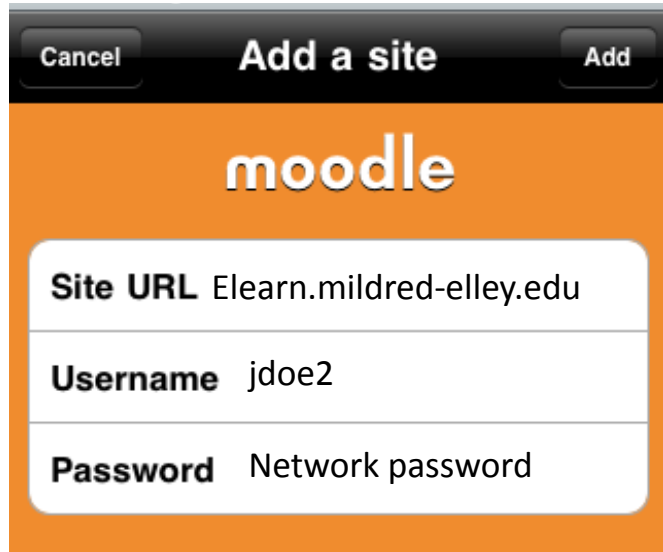 Cancel Add a site Add
moodle
Site URL Elearn.mildred-elley.edu
Username jdoe2
Password Network password